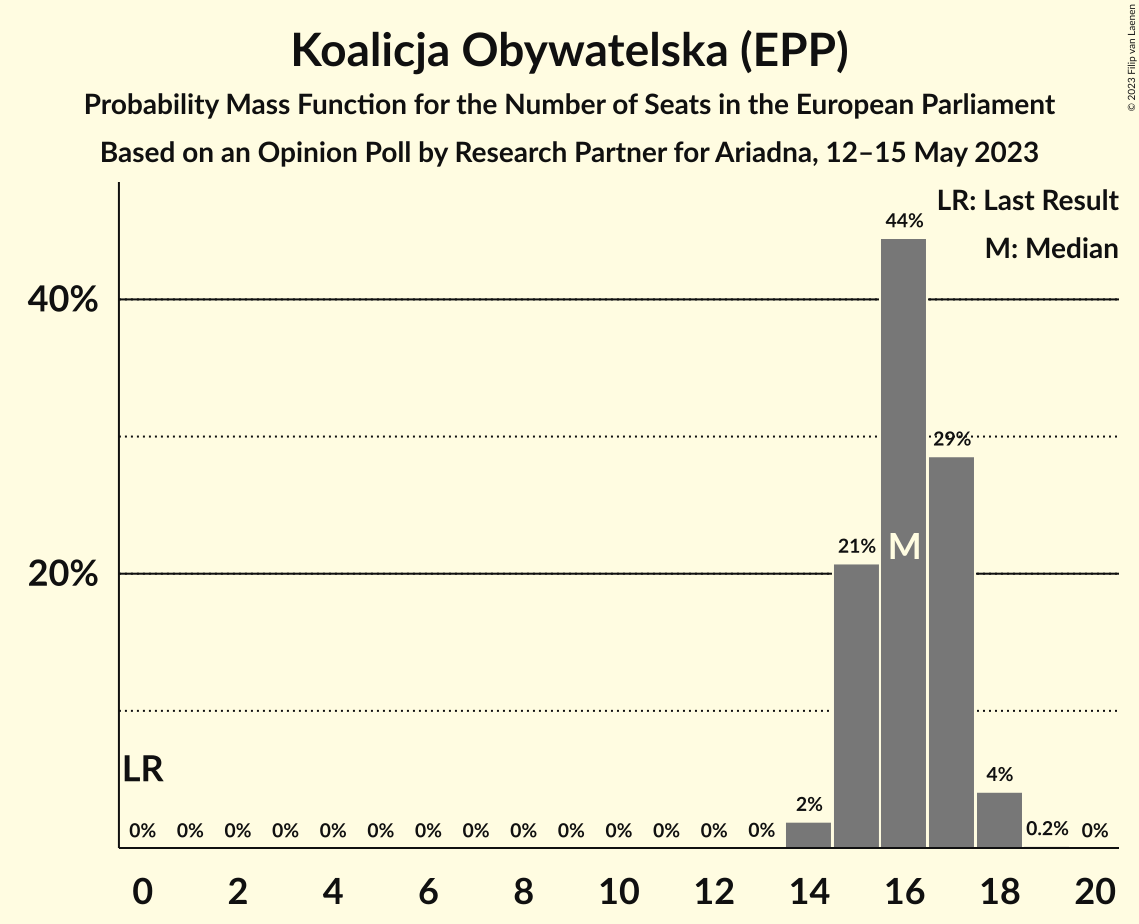 Koalicja Obywatelska (EPP)
Probability Mass Function for the Number of Seats in the European Parliament
Based on an Opinion Poll by Research Partner for Ariadna, 12–15 May 2023
© 2023 Filip van Laenen
LR: Last Result
M: Median
44%
40%
29%
21%
M
20%
LR
4%
2%
0% 0% 0% 0% 0% 0% 0% 0% 0% 0% 0% 0% 0% 0% 0.2% 0%
0 2 4 6 8 10 12 14 16 18 20